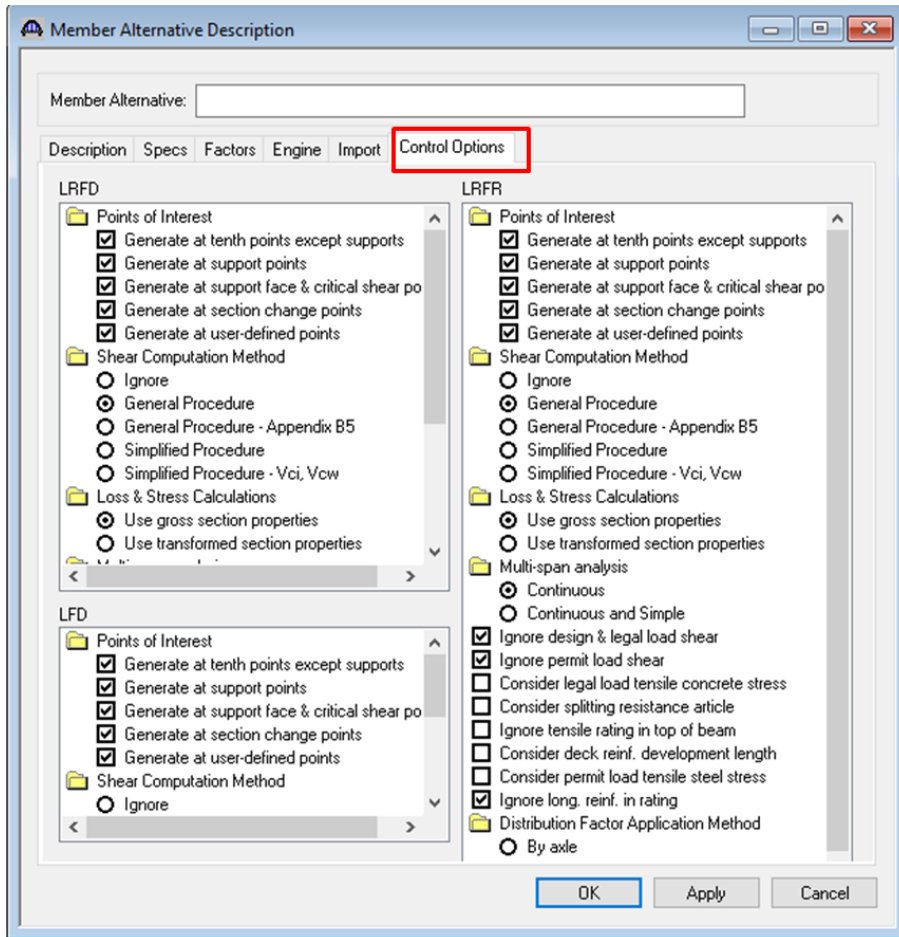 Member Alternative Description
Member Alternative:
Description Specs Factors Engine Import Control Options
LRFD
Points of Interest
Generate at tenth points except supports
Generate at support points
Generate at support face & critical shear po
Generate at section change points
Generate at user-defined points
Shear Computation Method
Ignore
General Procedure
General Procedure - Appendix B5
Simplified Procedure
Simplified Procedure - Vci, Vcw
Loss & Stress Calculations
Use gross section properties
Use transformed section properties
LFD
Points of Interest
Generate at tenth points except supports
Generate at support points
Generate at support face & critical shear po
Generate at section change points
Generate at user-defined points
Shear Computation Method
Ignore
LRFR
Points of Interest
Generate at tenth points except supports
Generate at support points
Generate at support face & critical shear po
Generate at section change points
Generate at user-defined points
Shear Computation Method
Ignore
General Procedure
General Procedure - Appendix B5
Simplified Procedure
Simplified Procedure - Vci, Vcw
Loss & Stress Calculations
Use gross section properties
Use transformed section properties
Multi-span analysis
Continuous
Continuous and Simple
Ignore design & legal load shear
Ignore permit load shear
Consider legal load tensile concrete stress
Consider splitting resistance article
Ignore tensile rating in top of beam
Consider deck reinf. development length
Consider permit load tensile steel stress
Ignore long. reinf. in rating
Distribution Factor Application Method
By axle
OK Apply Cancel